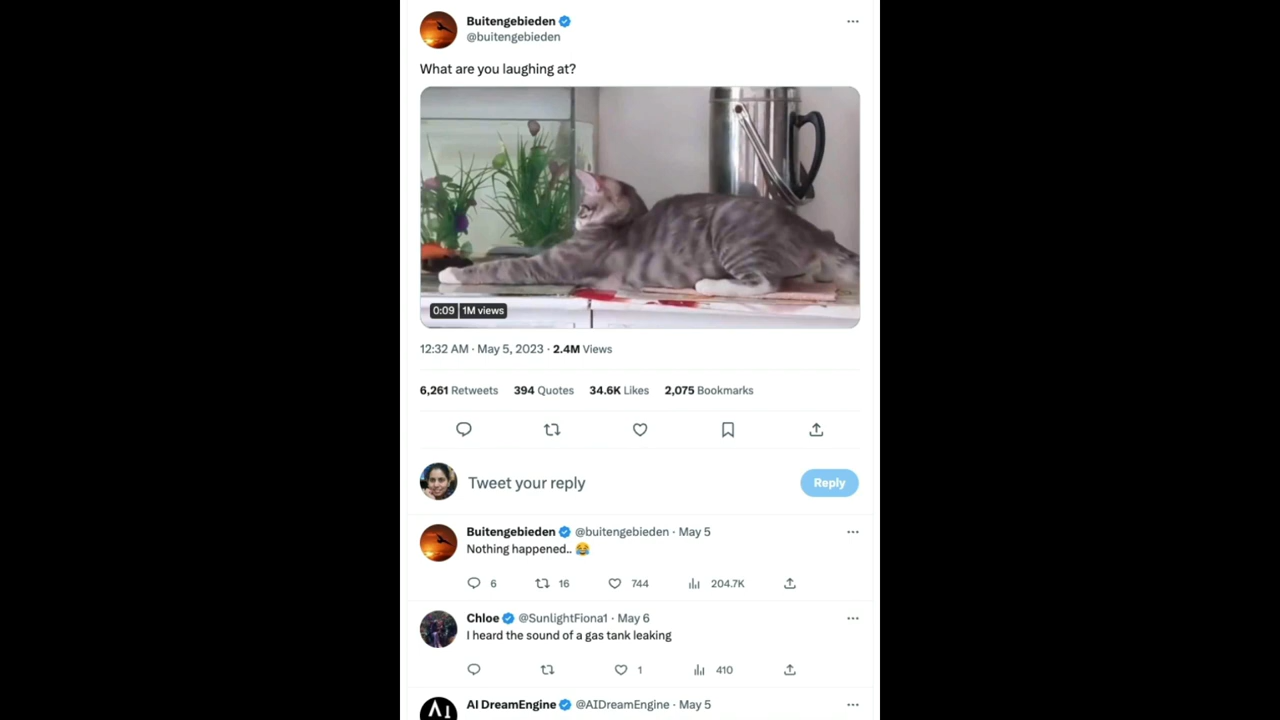 Buitengebieden
@buitengebieden
What are you laughing at?
0:09 1M views
12:32 AM · May 5, 2023 · 2.4M Views
6,261 Retweets 394 Quotes 34.6K Likes 2,075 Bookmarks
Tweet your reply
Reply
Buitengebieden @buitengebieden · May 5
Nothing happened.. 😂
6 16 744 204.7K
Chloe @SunlightFiona1 · May 6
I heard the sound of a gas tank leaking
1 410
AI DreamEngine @AIDreamEngine · May 5
AI